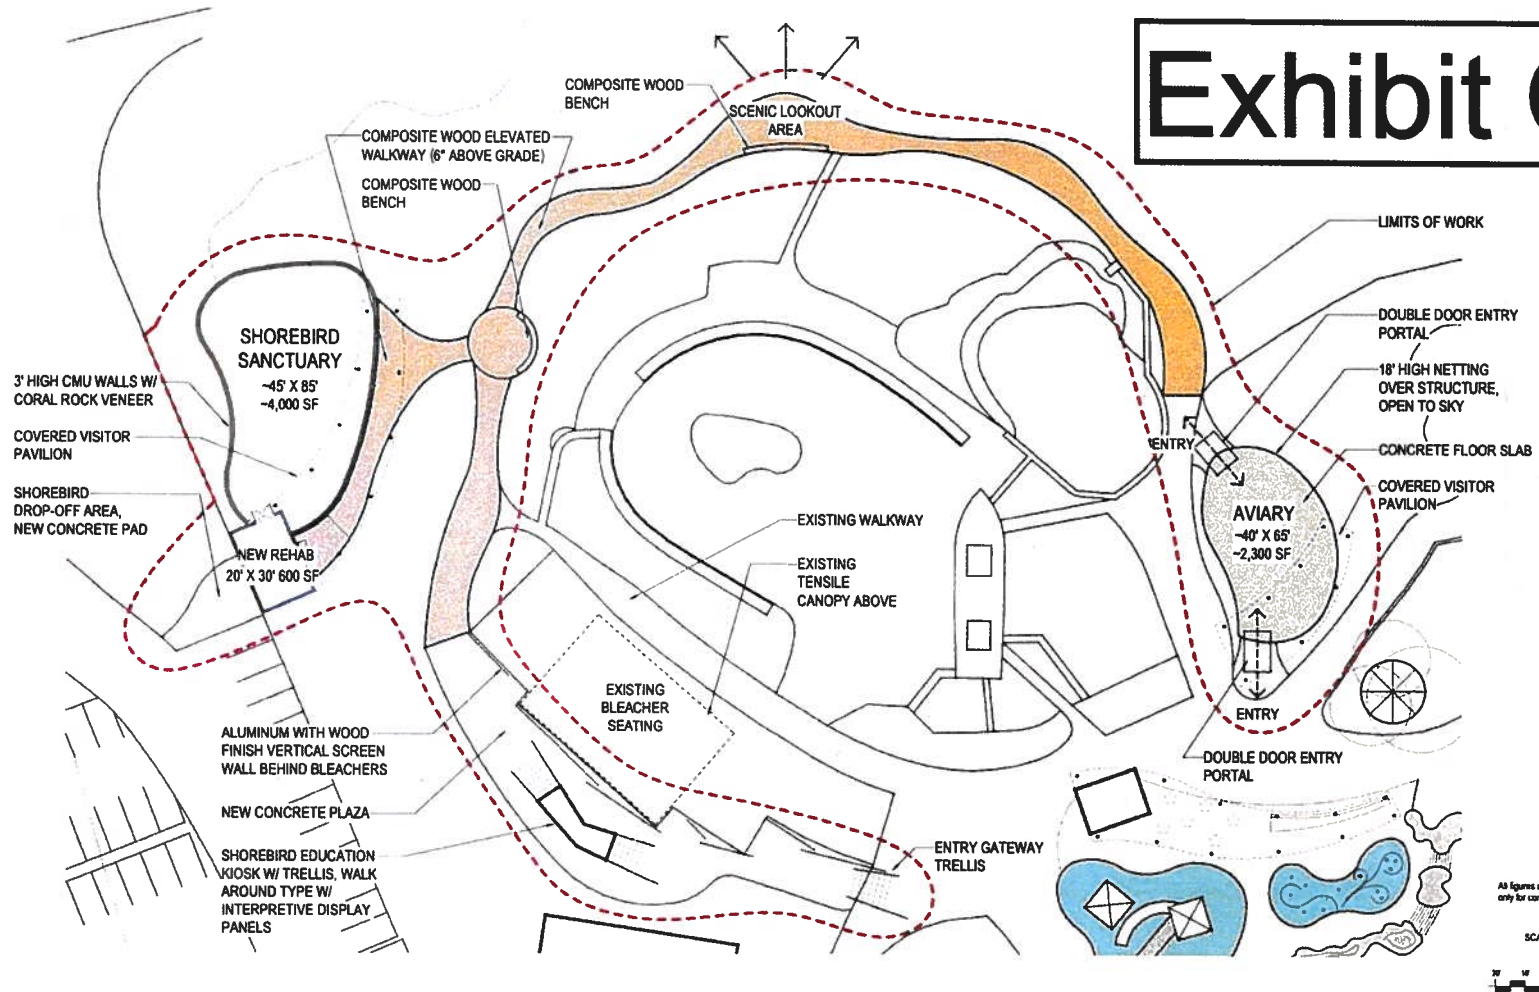 Exhibit
COMPOSITE WOOD
BENCH
SCENIC LOOKOUT
AREA
COMPOSITE WOOD ELEVATED
WALKWAY (6" ABOVE GRADE)
COMPOSITE WOOD
BENCH
LIMITS OF WORK
DOUBLE DOOR ENTRY
PORTAL
18' HIGH NETTING
OVER STRUCTURE,
OPEN TO SKY
CONCRETE FLOOR SLAB
COVERED VISITOR
PAVILION
SHOREBIRD
SANCTUARY
~45' X 85'
~4,000 SF
3' HIGH CMU WALLS W/
CORAL ROCK VENEER
COVERED VISITOR
PAVILION
SHOREBIRD
DROP-OFF AREA,
NEW CONCRETE PAD
NEW REHAB
20' X 30' 600 SF
ENTRY
AVIARY
~40' X 65'
~2,300 SF
ENTRY
DOUBLE DOOR ENTRY
PORTAL
EXISTING WALKWAY
EXISTING
TENSILE
CANOPY ABOVE
EXISTING
BLEACHER
SEATING
ALUMINUM WITH WOOD
FINISH VERTICAL SCREEN
WALL BEHIND BLEACHERS
NEW CONCRETE PLAZA
SHOREBIRD EDUCATION
KIOSK W/ TRELLIS, WALK
AROUND TYPE W/
INTERPRETIVE DISPLAY
PANELS
ENTRY GATEWAY
TRELLIS
All figures
only for